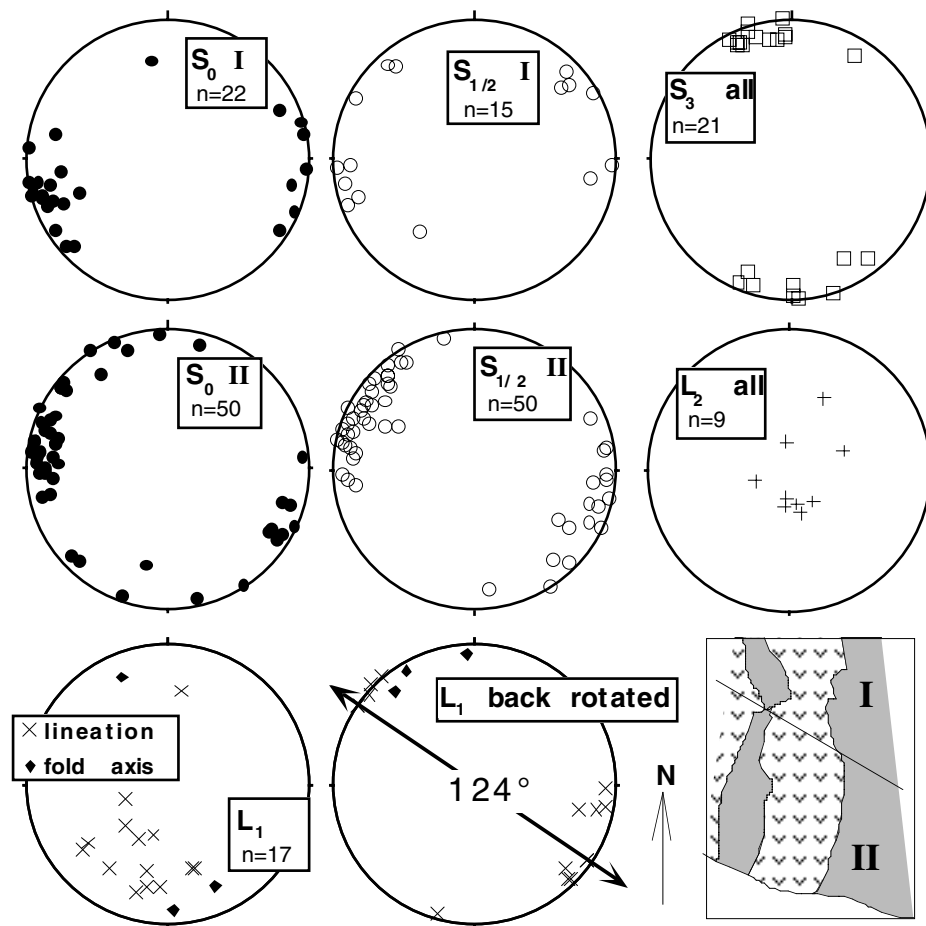 S0 I
n=22
S1/2 I
n=15
S3 all
n=21
S0 II
n=50
S1/2 II
n=50
L2 all
n=9
lineation
fold axis
L1
n=17
L1 back rotated
124°
N
I
II